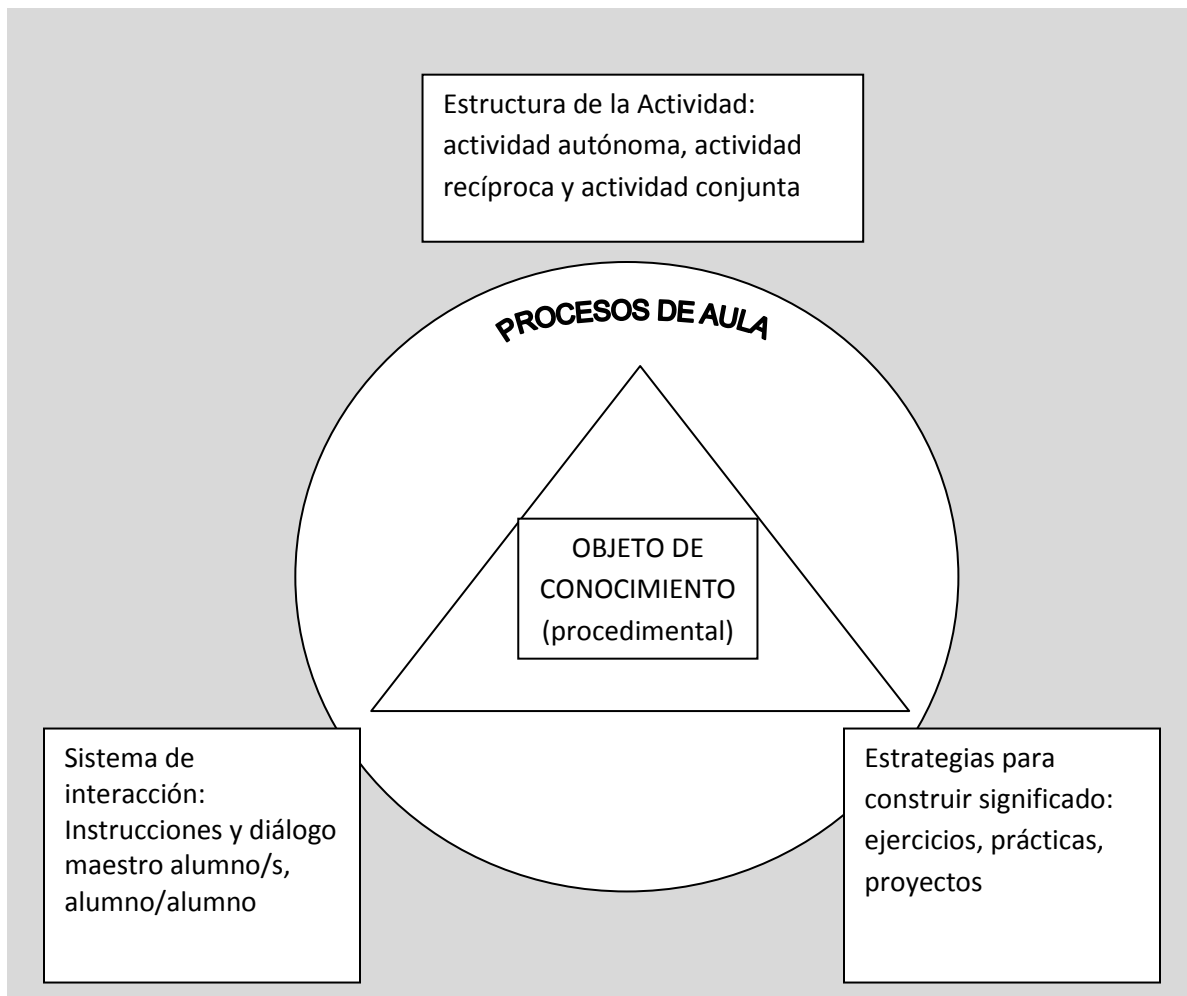 Estructura de la Actividad:
actividad autónoma, actividad
recíproca y actividad conjunta
PROCESOS DE AULA
OBJETO DE
CONOCIMIENTO
(procedimental)
Sistema de
interacción:
Instrucciones y diálogo
maestro alumno/s,
alumno/alumno
Estrategias para
construir significado:
ejercicios, prácticas,
proyectos